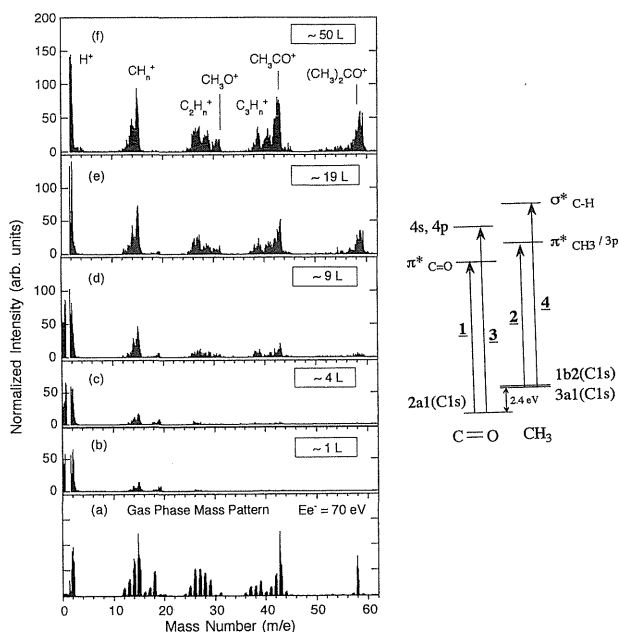 Normalized Intensity (arb. units)
200
150
100
50
0
(f)
~ 50 L
H⁺
CHₙ⁺
C₂Hₙ⁺
CH₃O⁺
C₃Hₙ⁺
CH₃CO⁺
(CH₃)₂CO⁺
100
50
0
(e)
~ 19 L
100
50
0
(d)
~ 9 L
50
0
(c)
~ 4 L
50
0
(b)
~ 1 L
(a) Gas Phase Mass Pattern Ee⁻ = 70 eV
0 10 20 30 40 50 60
Mass Number (m/e)
σ* C-H
4s, 4p
π* CH3 / 3p
π* C=O
1
3
2
4
1b2(C1s)
2a1(C1s)
2.4 eV
3a1(C1s)
C=O
CH₃